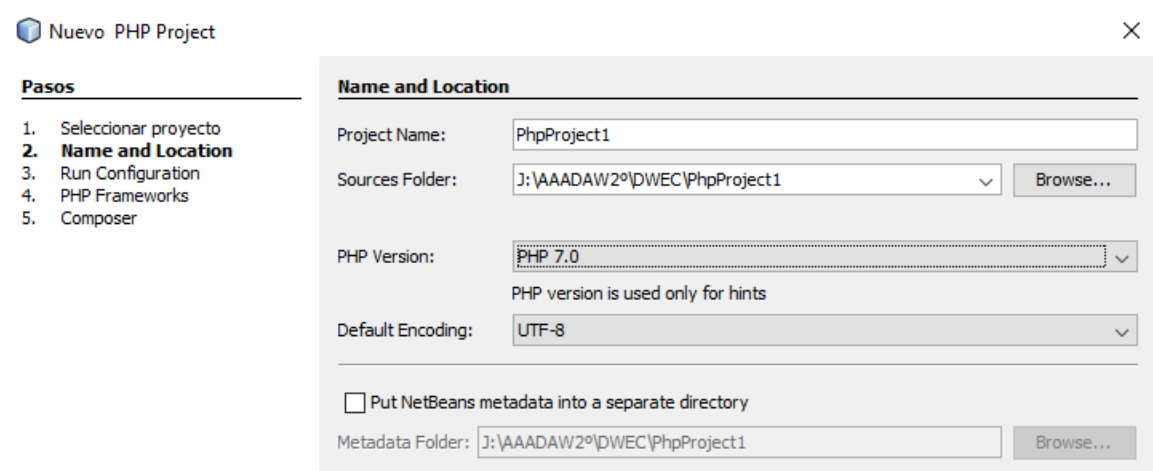 Nuevo PHP Project
Pasos
1. Seleccionar proyecto
2. Name and Location
3. Run Configuration
4. PHP Frameworks
5. Composer
Name and Location
Project Name: PhpProject1
Sources Folder: J:\AAADAW2º\DWEC\PhpProject1 Browse...
PHP Version: PHP 7.0
PHP version is used only for hints
Default Encoding: UTF-8
Put NetBeans metadata into a separate directory
Metadata Folder: J:\AAADAW2º\DWEC\PhpProject1 Browse...